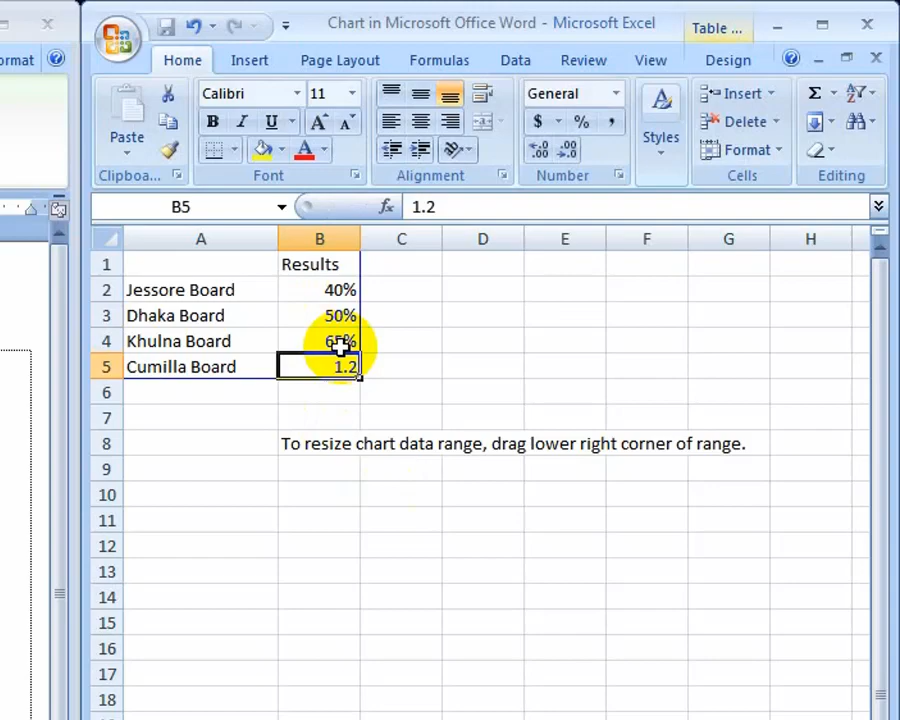 Chart in Microsoft Office Word - Microsoft Excel
Table ...
ormat
Home Insert Page Layout Formulas Data Review View Design
Paste
Calibri 11
B I U A A
General
$ % ,
.00 .0
Styles
Insert
Delete
Format
Σ
Clipboa... Font Alignment Number Cells Editing
B5 fx 1.2
A B C D E F G H
1 Results
2 Jessore Board 40%
3 Dhaka Board 50%
4 Khulna Board 65%
5 Cumilla Board 1.2
6
7
8 To resize chart data range, drag lower right corner of range.
9
10
11
12
13
14
15
16
17
18